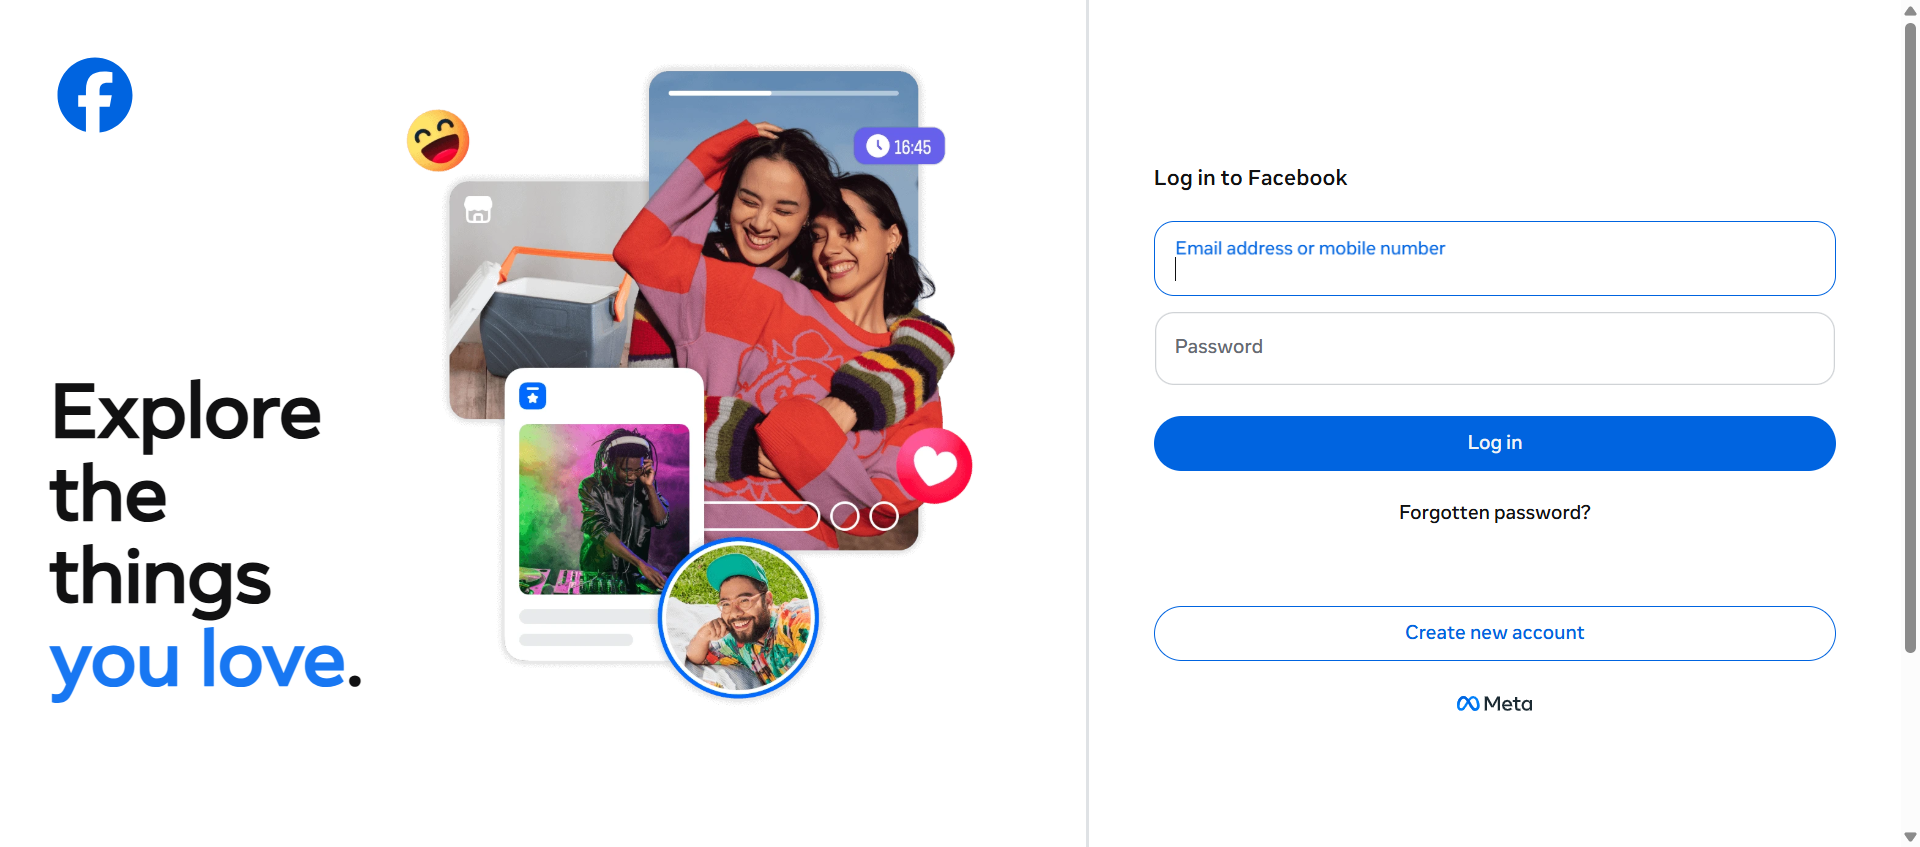 Explore
the
things
you love.
16:45
Log in to Facebook
Email address or mobile number
Password
Log in
Forgotten password?
Create new account
Meta